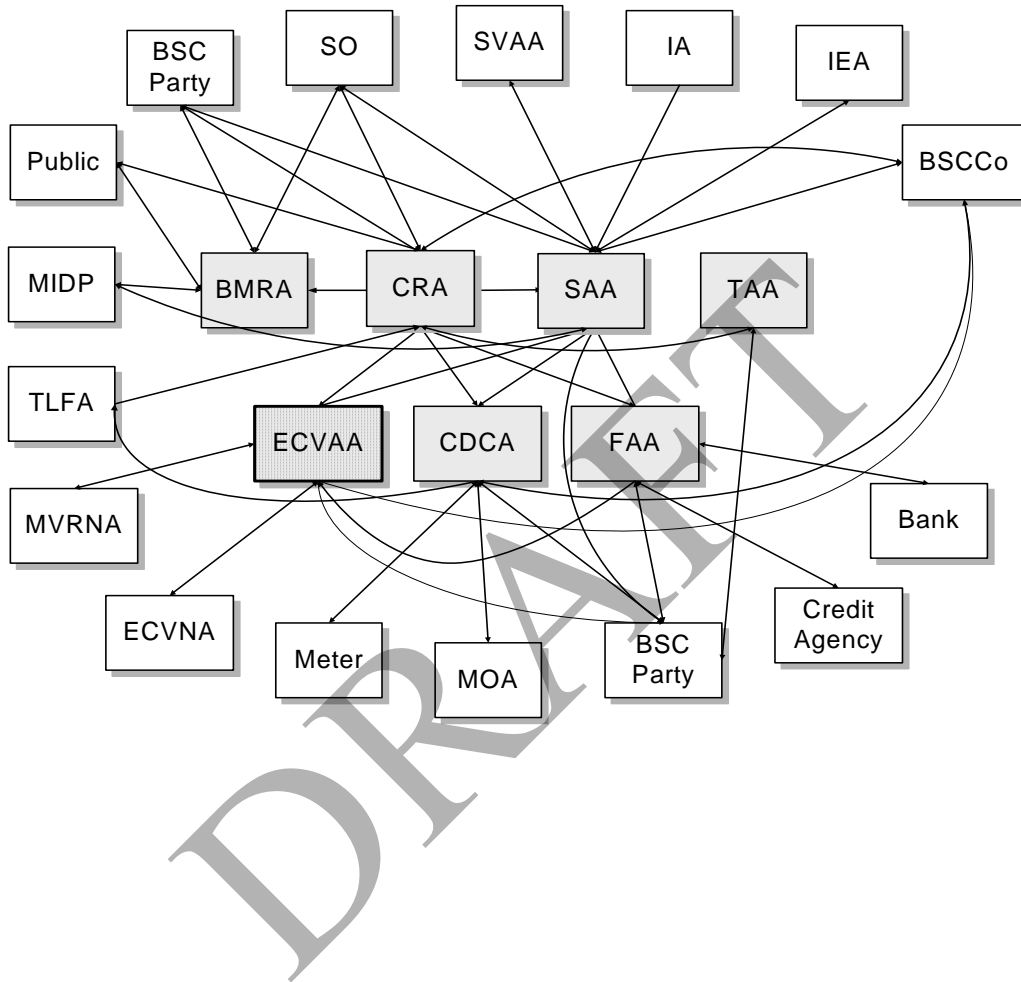 BSC
Party
SO
SVAA
IA
IEA
Public
BSCCo
MIDP
BMRA
CRA
SAA
TAA
TLFA
ECVAA
CDCA
FAA
MVRNA
Bank
ECVNA
Meter
MOA
BSC
Party
Credit
Agency
DRAFT